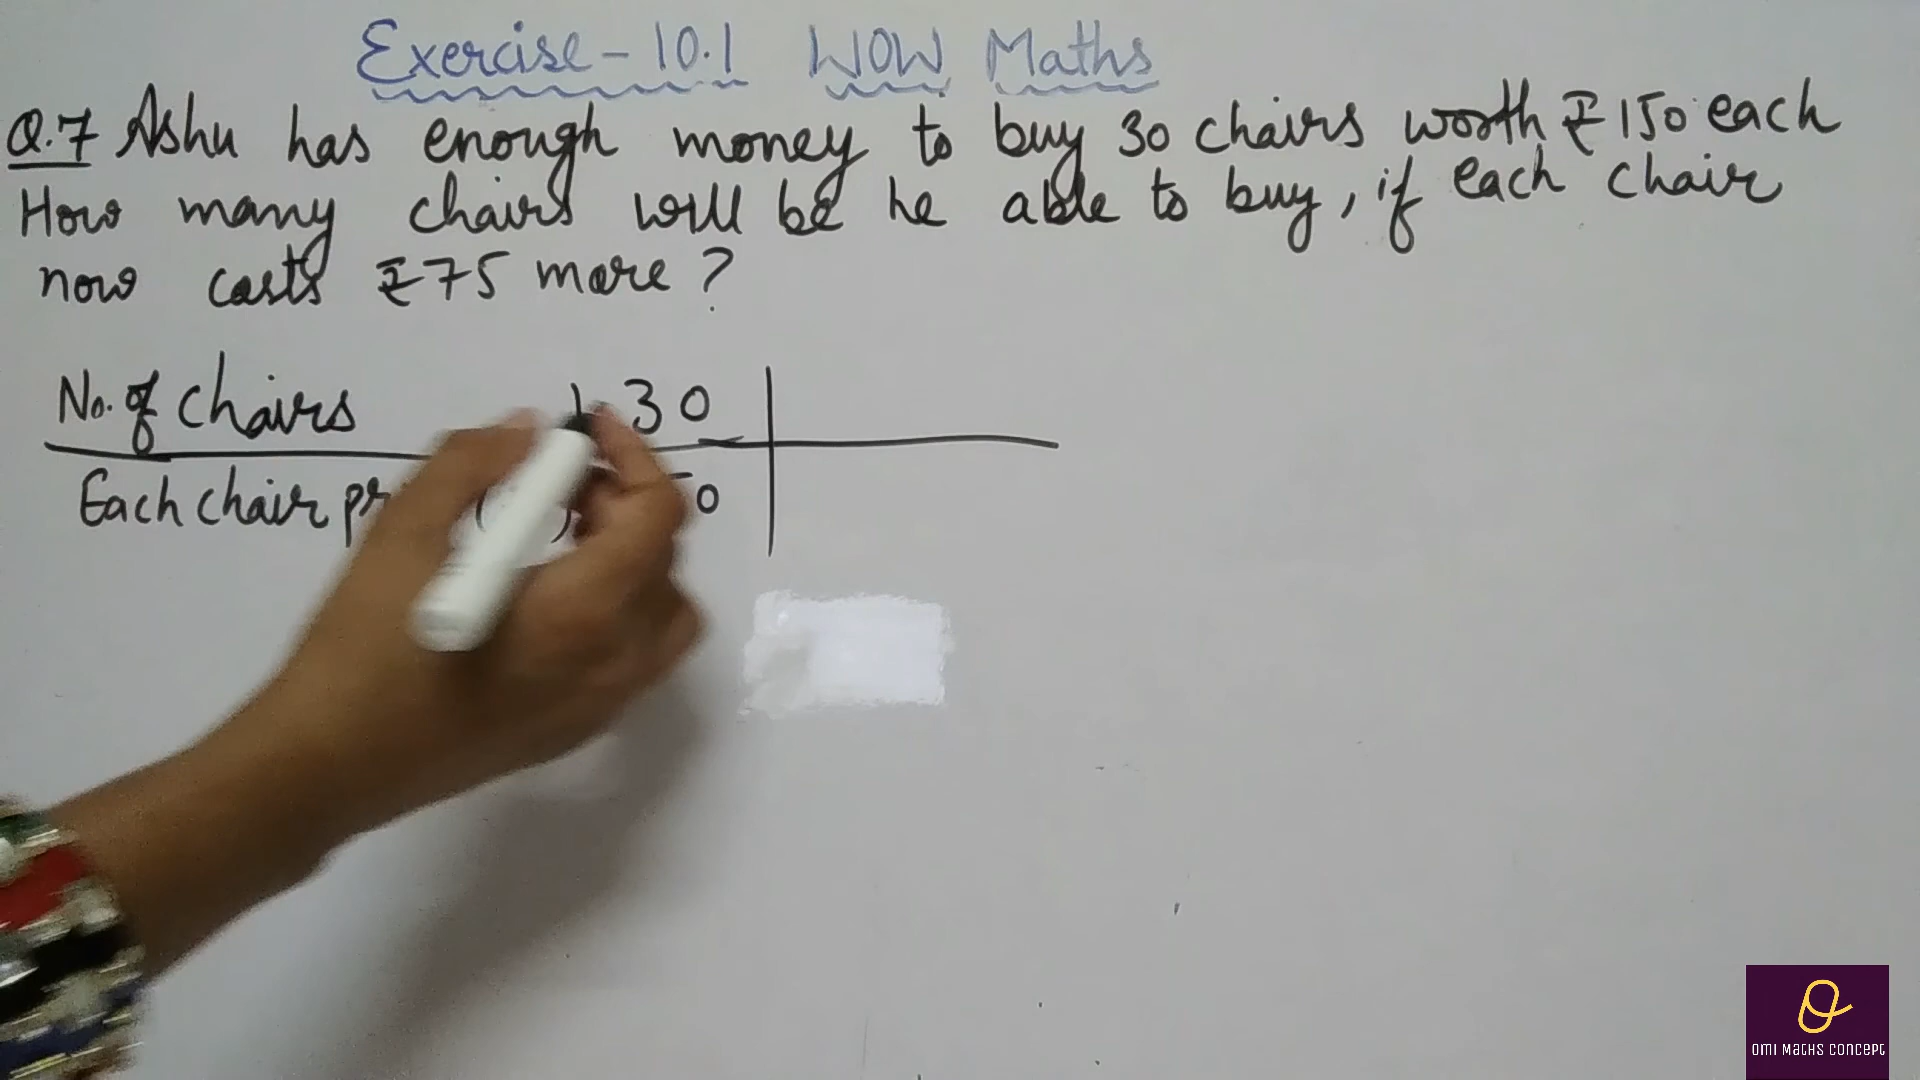 Exercise - 10.1 WOW Maths
Q.7 Ashu has enough money to buy 30 chairs worth ₹150 each
How many chairs will be he able to buy, if each chair
now costs ₹75 more?
No. of chairs 30
Each chair
OMI MATHS CONCEPT